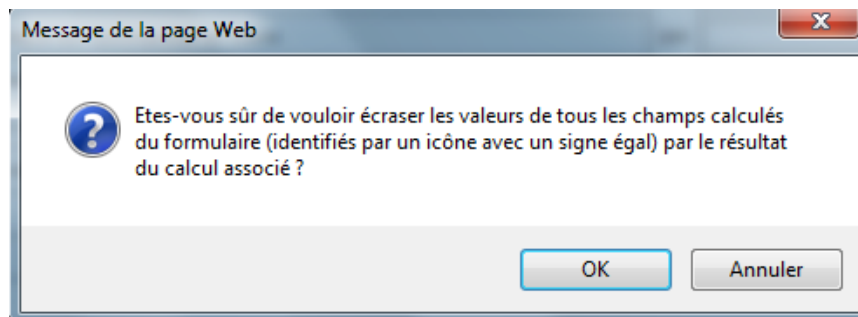 Message de la page Web
Etes-vous sûr de vouloir écraser les valeurs de tous les champs calculés
du formulaire (identifiés par un icône avec un signe égal) par le résultat
du calcul associé ?
OK
Annuler